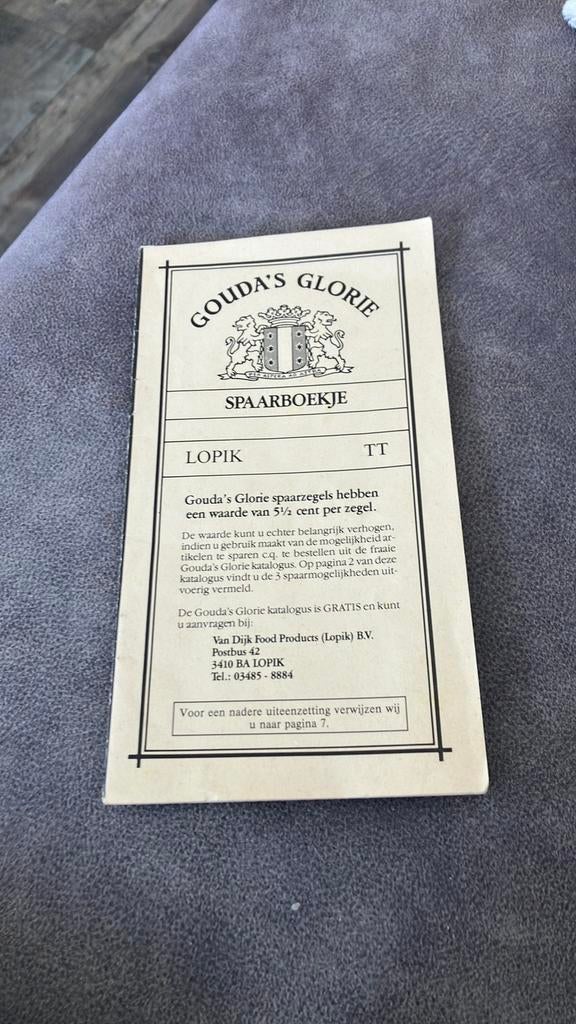 GOUDA'S GLORIE
SPAARBOEKJE
LOPIK TT
Gouda's Glorie spaarzegels hebben
een waarde van 5½ cent per zegel.
De waarde kunt u echter belangrijk verhogen,
indien u gebruik maakt van de mogelijkheid ar-
tikelen te sparen c.q. te bestellen uit de fraaie
Gouda's Glorie katalogus. Op pagina 2 van deze
katalogus vindt u de 3 spaarmogelijkheden uit-
voerig vermeld.
De Gouda's Glorie katalogus is GRATIS en kunt
u aanvragen bij:
Van Dijk Food Products (Lopik) B.V.
Postbus 42
3410 BA LOPIK
Tel.: 03485 - 8884
Voor een nadere uiteenzetting verwijzen wij
u naar pagina 7.